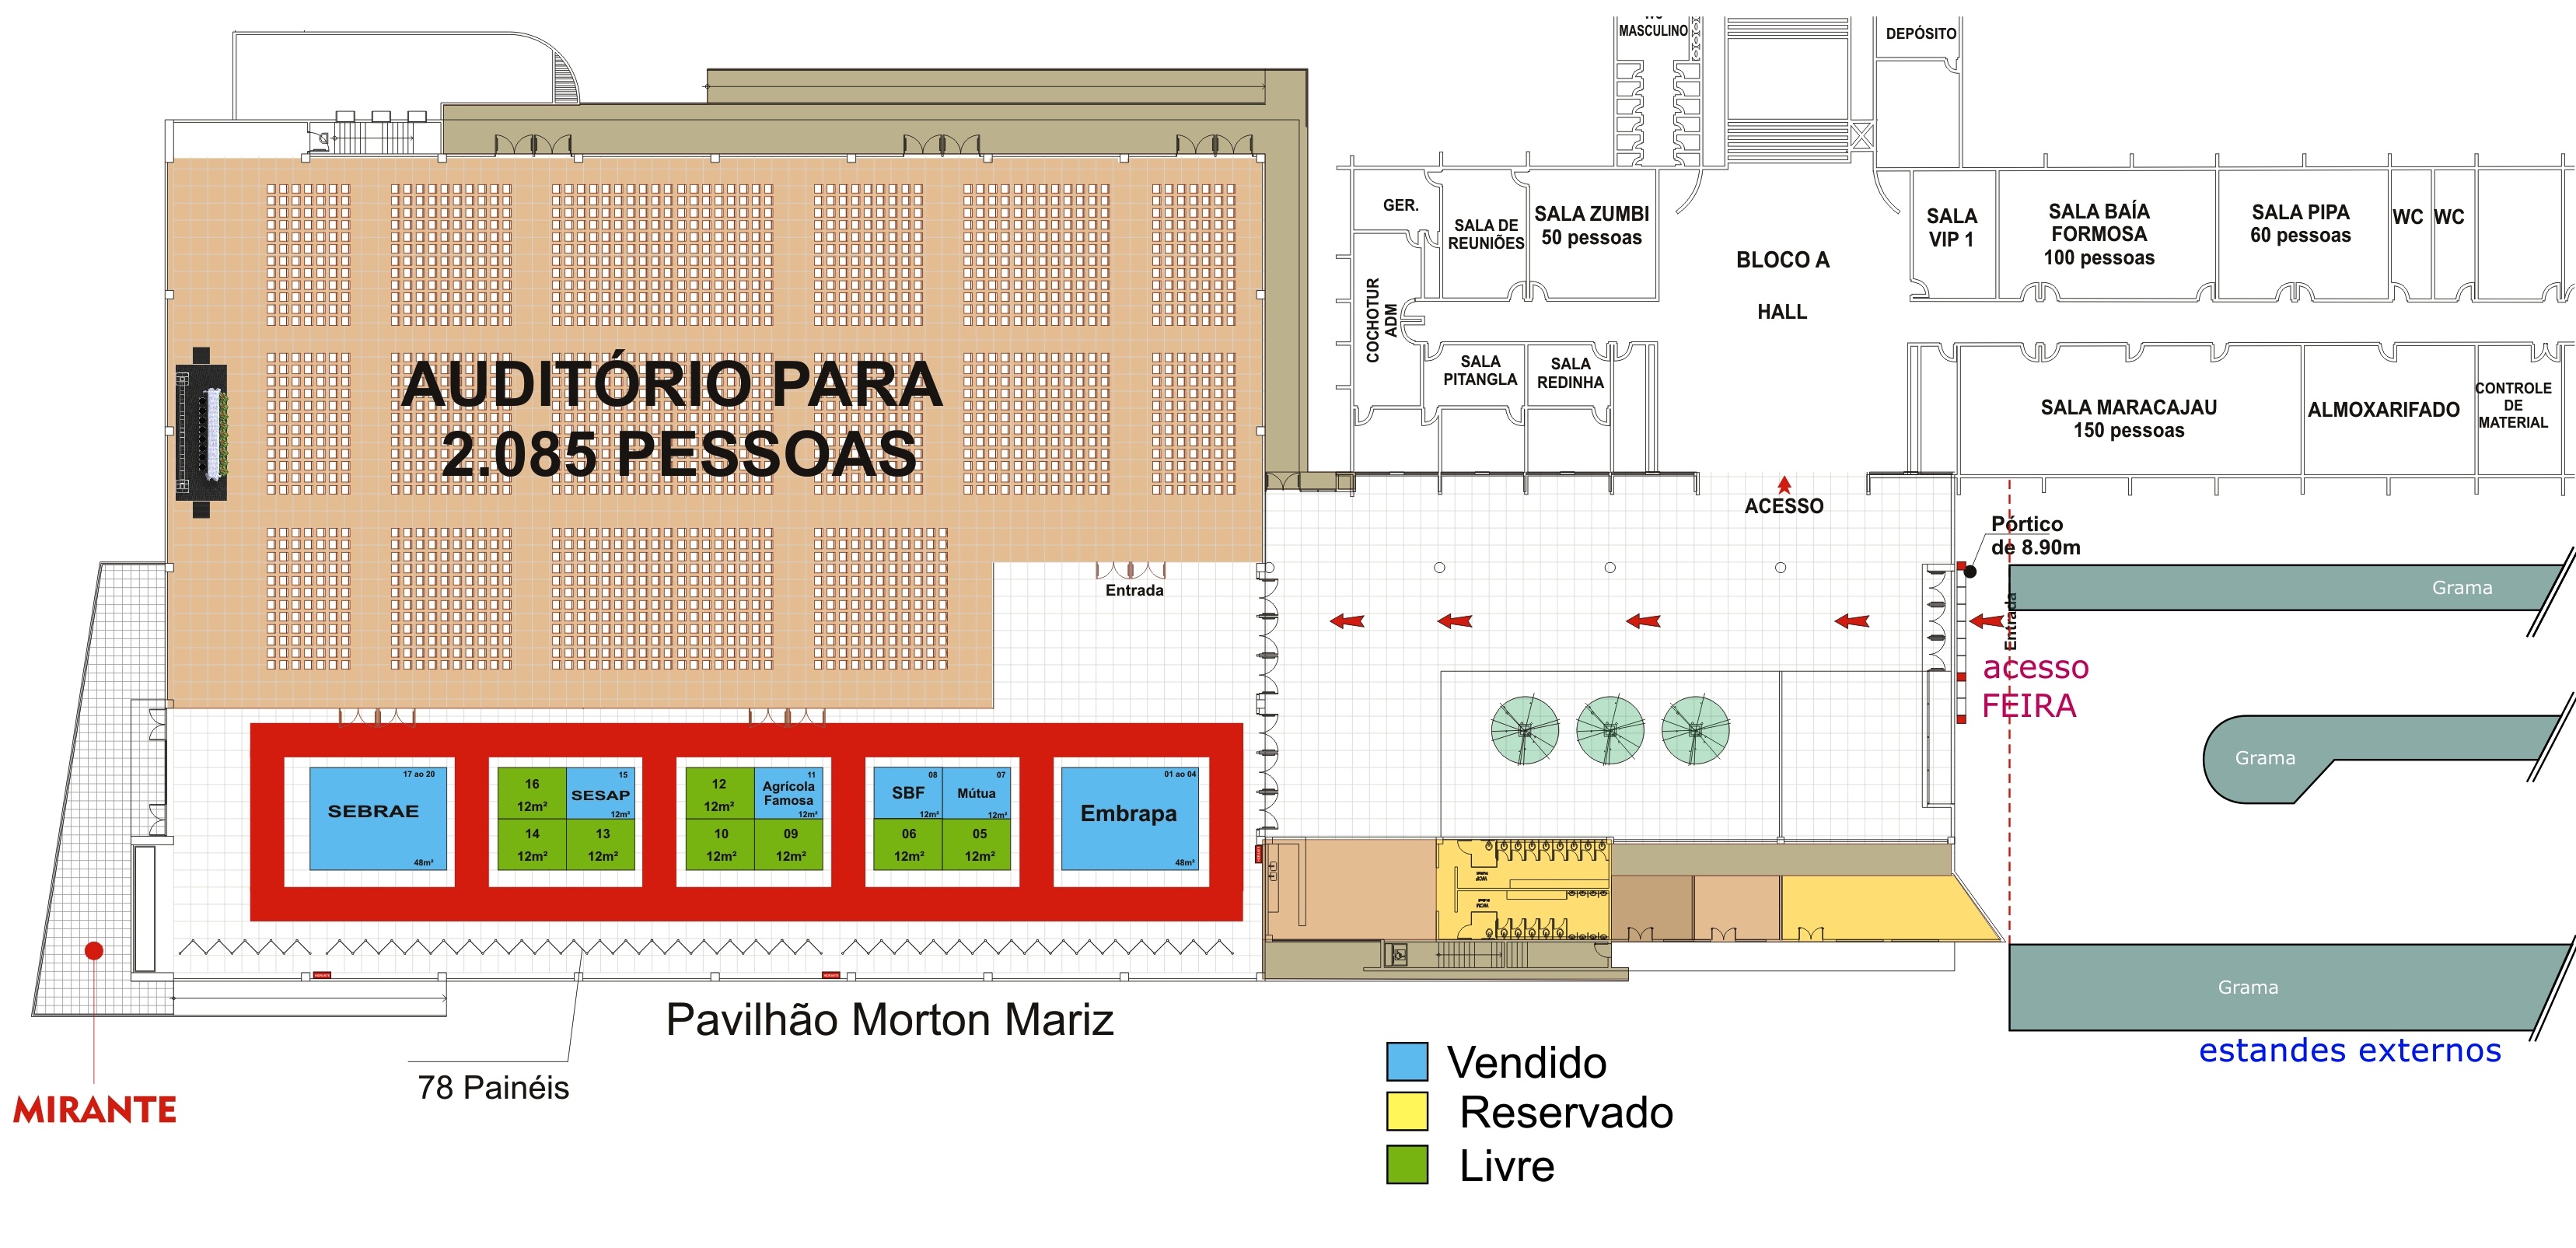 MASCULINO
DEPÓSITO
GER.
SALA DE
REUNIÕES
SALA ZUMBI
50 pessoas
BLOCO A
HALL
SALA
VIP 1
SALA BAÍA
FORMOSA
100 pessoas
SALA PIPA
60 pessoas
WC
WC
COCHOTUR
ADM
SALA
PITANGLA
SALA
REDINHA
SALA MARACAJAU
150 pessoas
ALMOXARIFADO
CONTROLE
DE
MATERIAL
AUDITÓRIO PARA
2.085 PESSOAS
ACESSO
Pórtico
de 8.90m
Entrada
Entrada
Grama
acesso
FEIRA
Grama
17 ao 20
SEBRAE
48m²
16
12m²
15
SESAP
12m²
14
12m²
13
12m²
12
12m²
11
Agrícola
Famosa
12m²
10
12m²
09
12m²
08
SBF
12m²
07
Mútua
12m²
06
12m²
05
12m²
01 ao 04
Embrapa
48m²
Grama
estandes externos
Pavilhão Morton Mariz
78 Painéis
MIRANTE
Vendido
Reservado
Livre